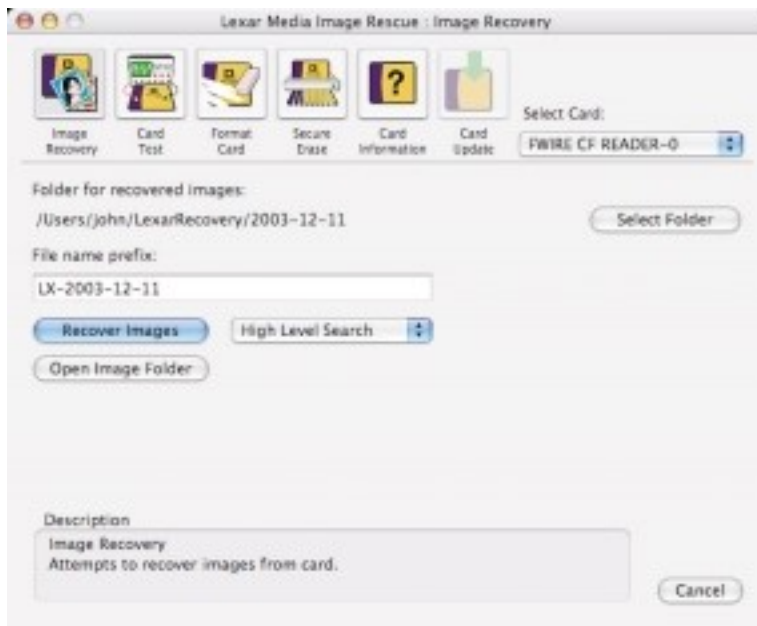 Lexar Media Image Rescue : Image Recovery
Image Recovery
Card Test
Format Card
Secure Erase
Card Information
Card Update
Select Card:
FWIRE CF READER-0
Folder for recovered images:
/Users/john/LexarRecovery/2003-12-11
Select Folder
File name prefix:
LX-2003-12-11
Recover Images
High Level Search
Open Image Folder
Description
Image Recovery
Attempts to recover images from card.
Cancel